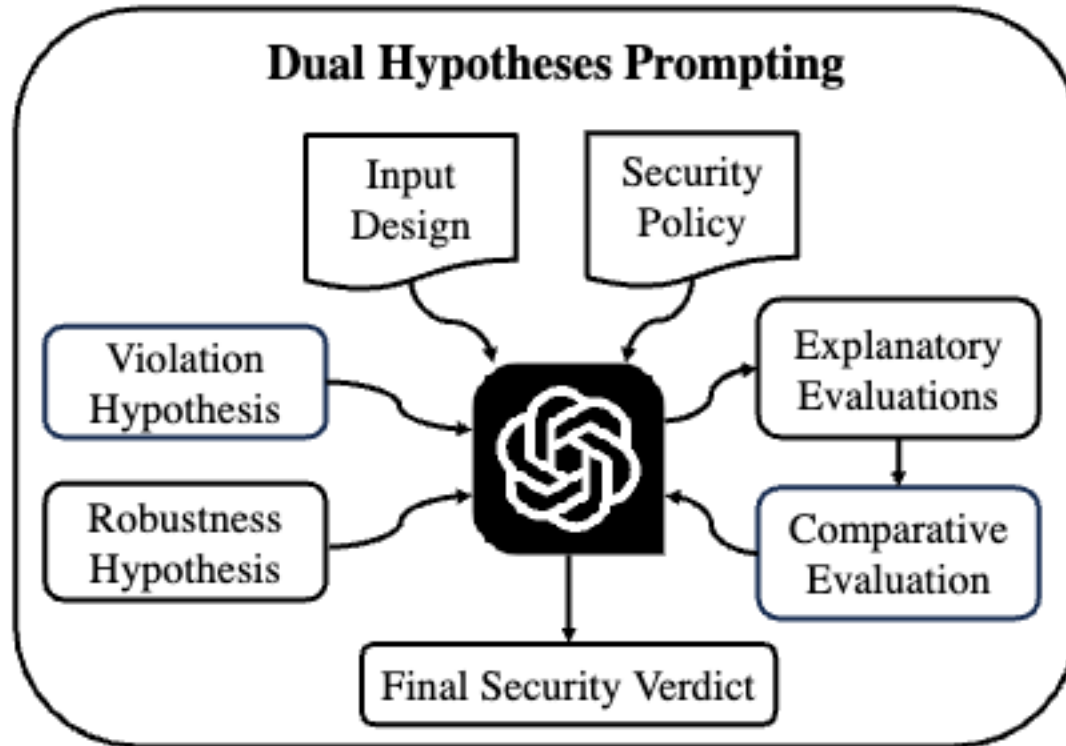 Dual Hypotheses Prompting
Input
Design
Security
Policy
Violation
Hypothesis
Explanatory
Evaluations
Robustness
Hypothesis
Comparative
Evaluation
Final Security Verdict